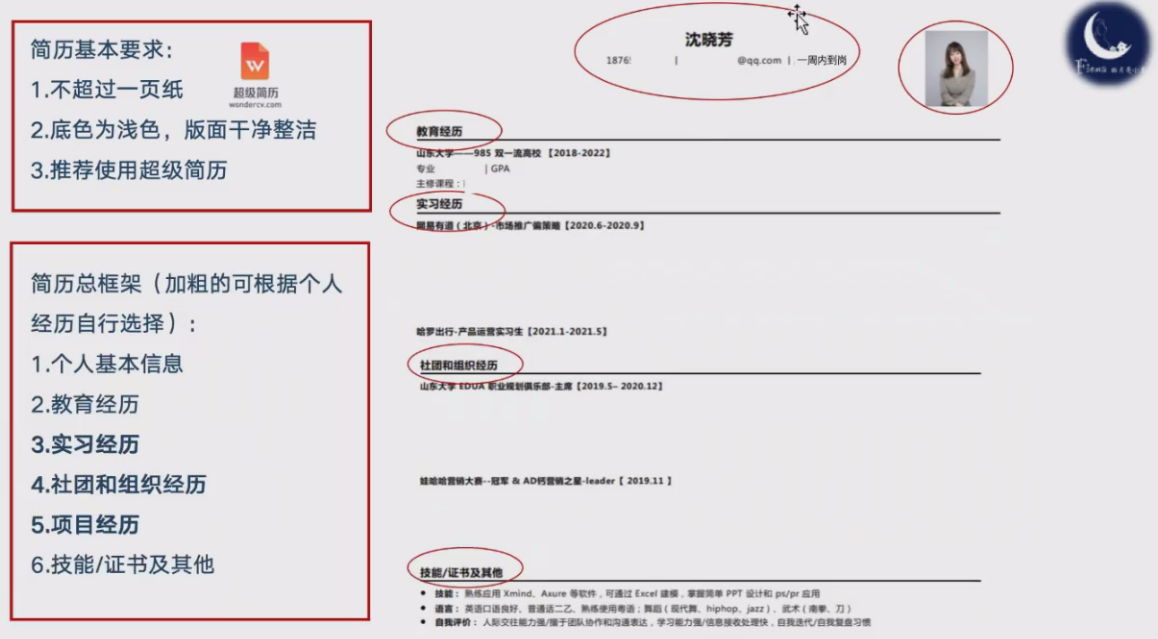 简历基本要求:
1.不超过一页纸
2.底色为浅色，版面干净整洁
3.推荐使用超级简历
超级简历
wondercv.com
简历总框架（加粗的可根据个人
经历自行选择）:
1.个人基本信息
2.教育经历
3.实习经历
4.社团和组织经历
5.项目经历
6.技能/证书及其他
沈晓芳
1876 | @qq.com | 一周内到岗
教育经历
山东大学——985 双一流高校 【2018-2022】
专业 | GPA
主修课程：
实习经历
网易有道（北京）-市场推广偏策略【2020.6-2020.9】
哈罗出行-产品运营实习生【2021.1-2021.5】
社团和组织经历
山东大学 EDUA 职业规划俱乐部-主席【2019.5– 2020.12】
娃哈哈营销大赛--冠军 & AD钙营销之星-leader【 2019.11 】
技能/证书及其他
• 技能： 熟练应用 Xmind、Axure 等软件，可通过 Excel 建模，掌握简单 PPT 设计和 ps/pr 应用
• 语言： 英语口语良好、普通话二乙、熟练使用粤语；舞蹈（现代舞、hiphop、jazz）、武术（南拳、刀）
• 自我评价： 人际交往能力强/擅于团队协作和沟通表达，学习能力强/信息接收处理快，自我迭代/自我复盘习惯
Fiona